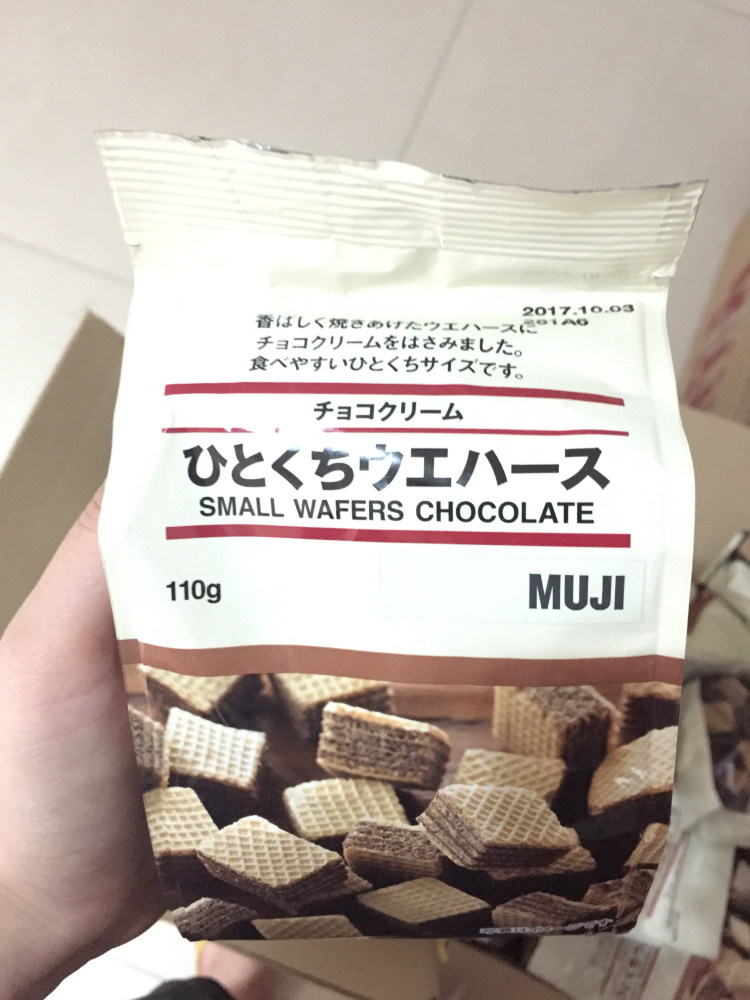 2017.10.03
281A6
香ばしく焼きあげたウエハースに
チョコクリームをはさみました。
食べやすいひとくちサイズです。
チョコクリーム
ひとくちウエハース
SMALL WAFERS CHOCOLATE
110g
MUJI